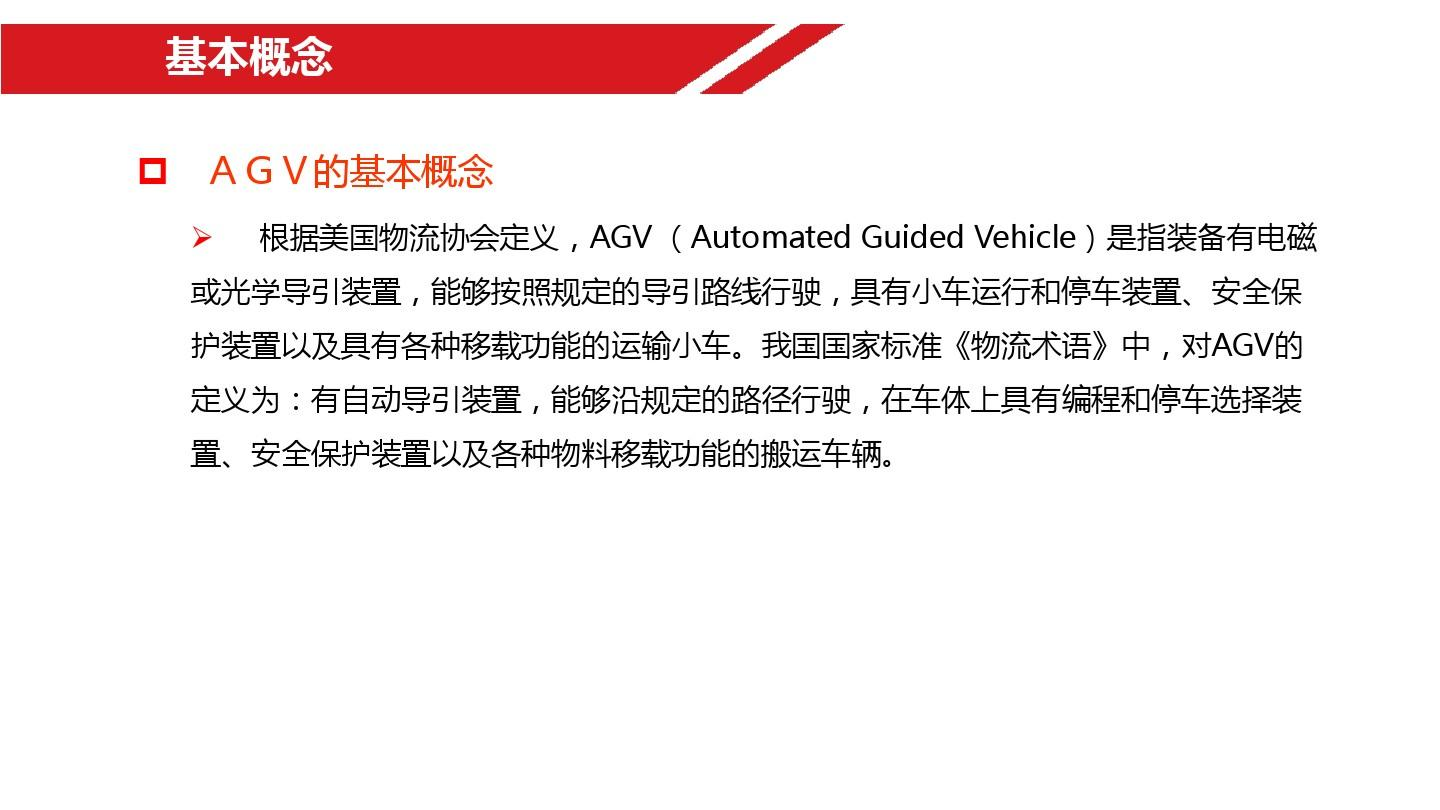 基本概念
ＡＧＶ的基本概念
根据美国物流协会定义，AGV （Automated Guided Vehicle）是指装备有电磁
或光学导引装置，能够按照规定的导引路线行驶，具有小车运行和停车装置、安全保
护装置以及具有各种移载功能的运输小车。我国国家标准《物流术语》中，对AGV的
定义为：有自动导引装置，能够沿规定的路径行驶，在车体上具有编程和停车选择装
置、安全保护装置以及各种物料移载功能的搬运车辆。